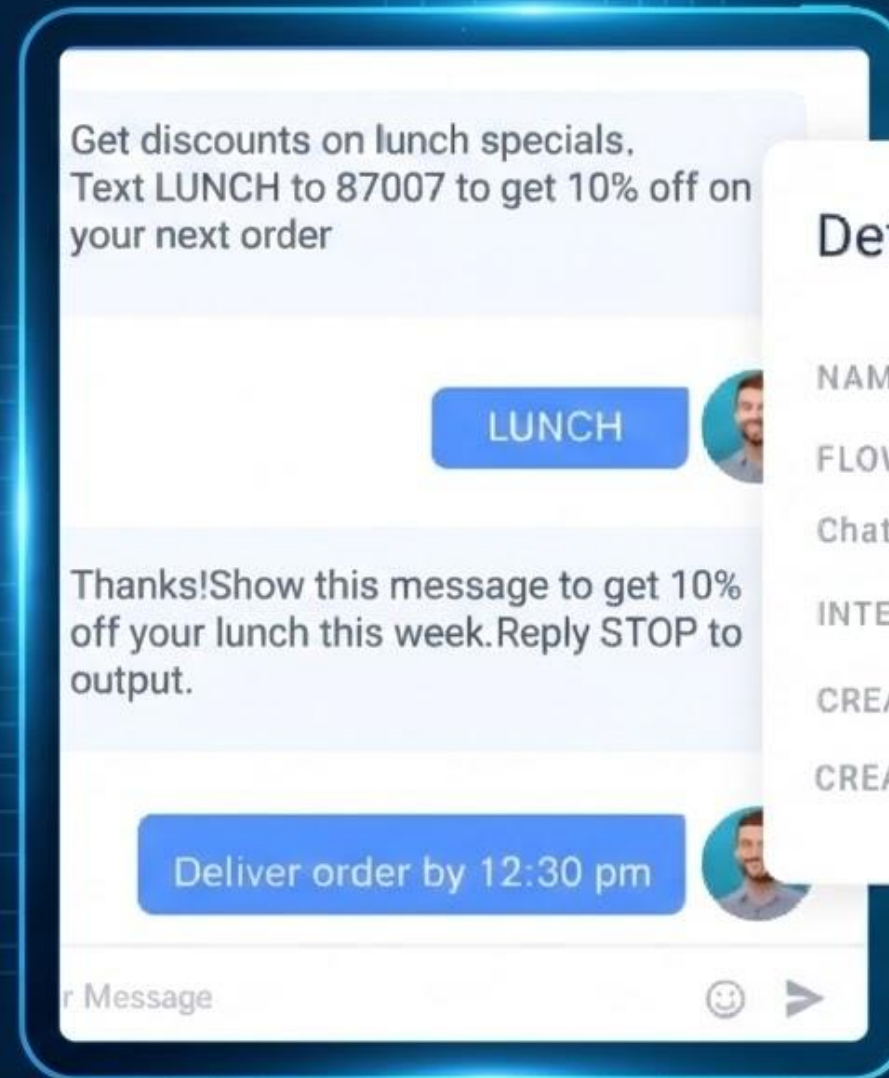 Get discounts on lunch specials.
Text LUNCH to 87007 to get 10% off on
your next order
LUNCH
Thanks!Show this message to get 10%
off your lunch this week.Reply STOP to
output.
Deliver order by 12:30 pm
r Message
De
NAM
FLO
Chat
INTE
CREA
CREA